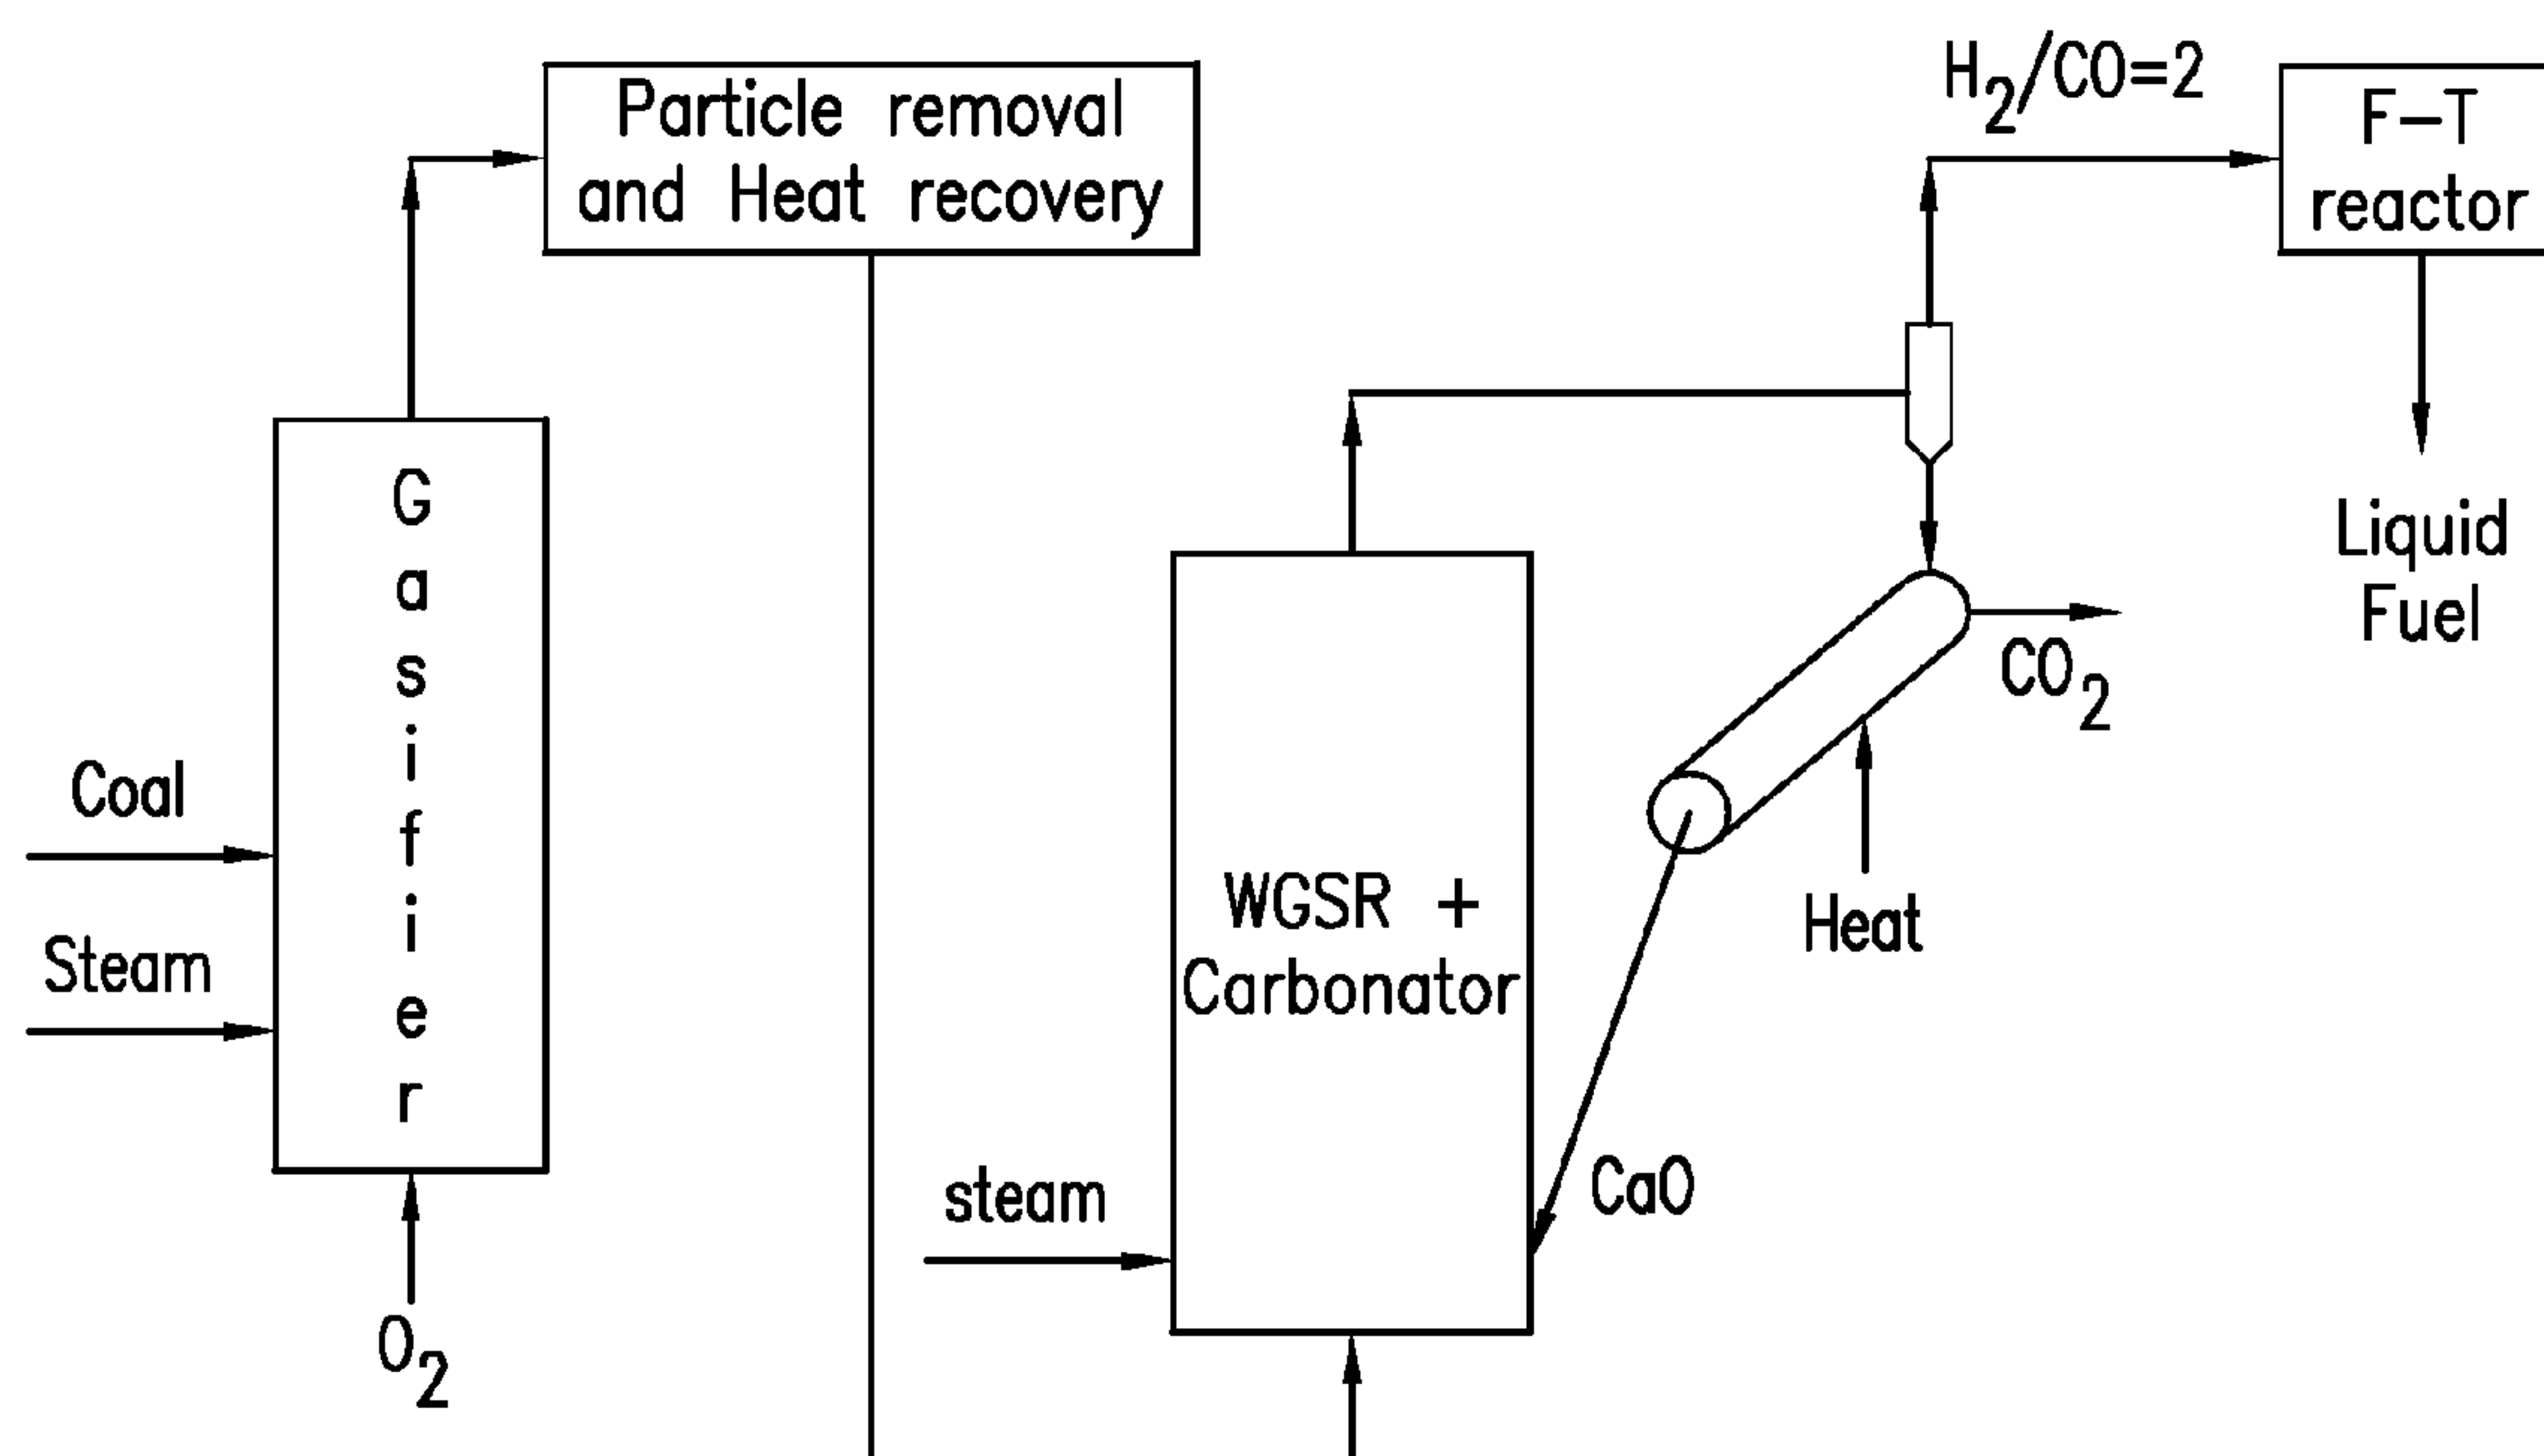 Particle removal
and Heat recovery
H2/CO=2
F-T
reactor
Gasifier
Coal
Steam
O2
Liquid
Fuel
CO2
Heat
WGSR +
Carbonator
steam
CaO